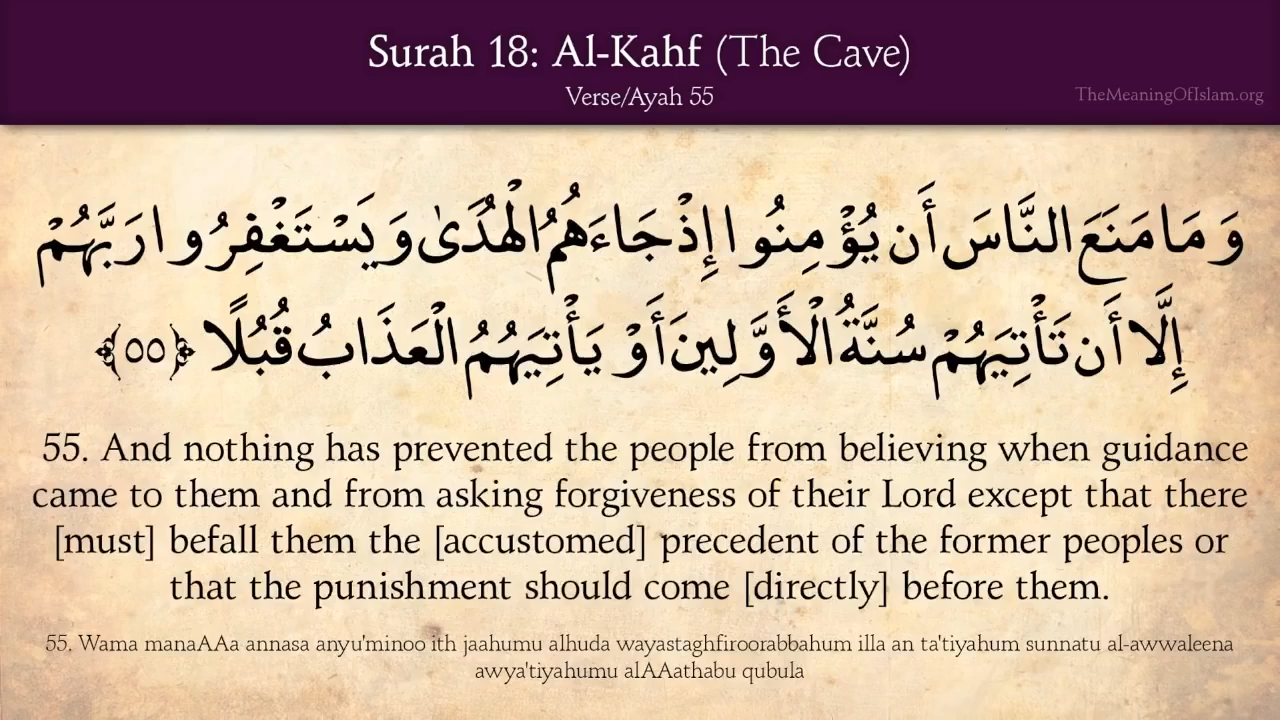 Surah 18: Al-Kahf (The Cave)
Verse/Ayah 55
TheMeaningOfIslam.org
وَمَا مَنَعَ النَّاسَ أَن يُؤْمِنُوا إِذْ جَاءَهُمُ الْهُدَىٰ وَيَسْتَغْفِرُوا رَبَّهُمْ
إِلَّا أَن تَأْتِيَهُمْ سُنَّةُ الْأَوَّلِينَ أَوْ يَأْتِيَهُمُ الْعَذَابُ قُبُلًا ﴿٥٥﴾
55. And nothing has prevented the people from believing when guidance
came to them and from asking forgiveness of their Lord except that there
[must] befall them the [accustomed] precedent of the former peoples or
that the punishment should come [directly] before them.
55. Wama manaAAa annasa anyu'minoo ith jaahumu alhuda wayastaghfiroorabbahum illa an ta'tiyahum sunnatu al-awwaleena
awya'tiyahumu alAAathabu qubula